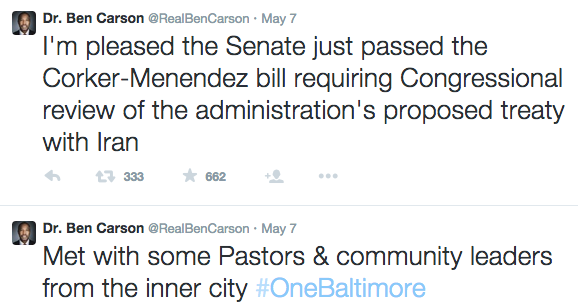 Dr. Ben Carson @RealBenCarson · May 7
I'm pleased the Senate just passed the
Corker-Menendez bill requiring Congressional
review of the administration's proposed treaty
with Iran
333 662
Dr. Ben Carson @RealBenCarson · May 7
Met with some Pastors & community leaders
from the inner city #OneBaltimore